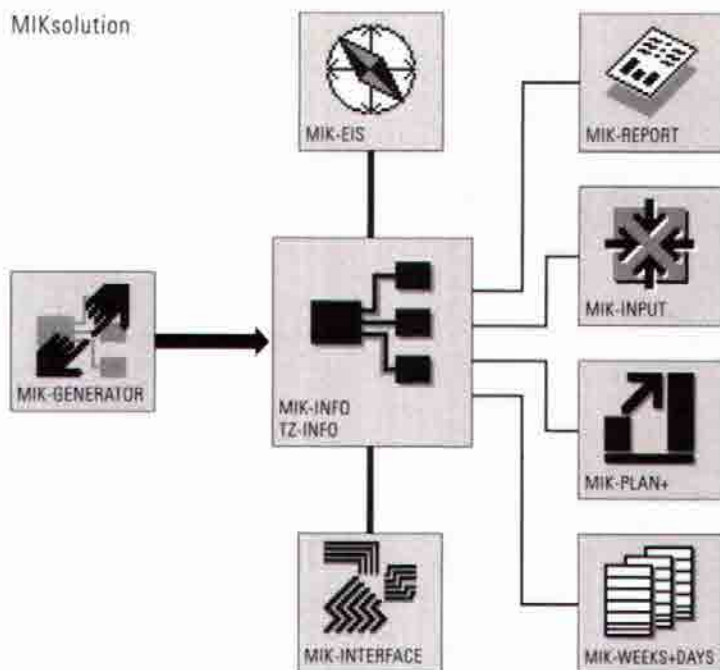 MIKsolution
MIK-EIS
MIK-REPORT
MIK-INPUT
MIK-GENERATOR
MIK-INFO
TZ-INFO
MIK-PLAN+
MIK-INTERFACE
MIK-WEEKS+DAYS